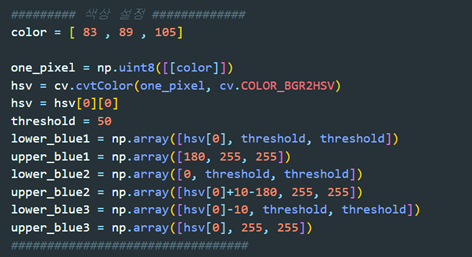 ######### 색상 설정 #############
color = [ 83 , 89 , 105]
one_pixel = np.uint8([[color]])
hsv = cv.cvtColor(one_pixel, cv.COLOR_BGR2HSV)
hsv = hsv[0][0]
threshold = 50
lower_blue1 = np.array([hsv[0], threshold, threshold])
upper_blue1 = np.array([180, 255, 255])
lower_blue2 = np.array([0, threshold, threshold])
upper_blue2 = np.array([hsv[0]+10-180, 255, 255])
lower_blue3 = np.array([hsv[0]-10, threshold, threshold])
upper_blue3 = np.array([hsv[0], 255, 255])
#################################